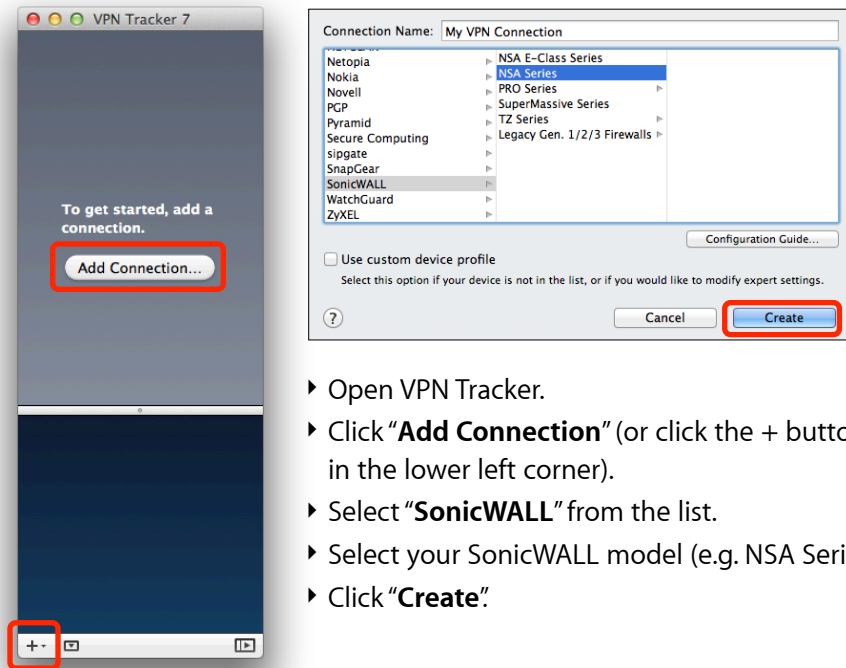 VPN Tracker 7
To get started, add a
connection.
Add Connection...
+
Connection Name: My VPN Connection
Netopia
Nokia
Novell
PGP
Pyramid
Secure Computing
sipgate
SnapGear
SonicWALL
WatchGuard
ZyXEL
NSA E-Class Series
NSA Series
PRO Series
SuperMassive Series
TZ Series
Legacy Gen. 1/2/3 Firewalls
Configuration Guide...
Use custom device profile
Select this option if your device is not in the list, or if you would like to modify expert settings.
?
Cancel
Create
‣ Open VPN Tracker.
‣ Click “Add Connection” (or click the + butto
in the lower left corner).
‣ Select “SonicWALL” from the list.
‣ Select your SonicWALL model (e.g. NSA Seri
‣ Click “Create”.